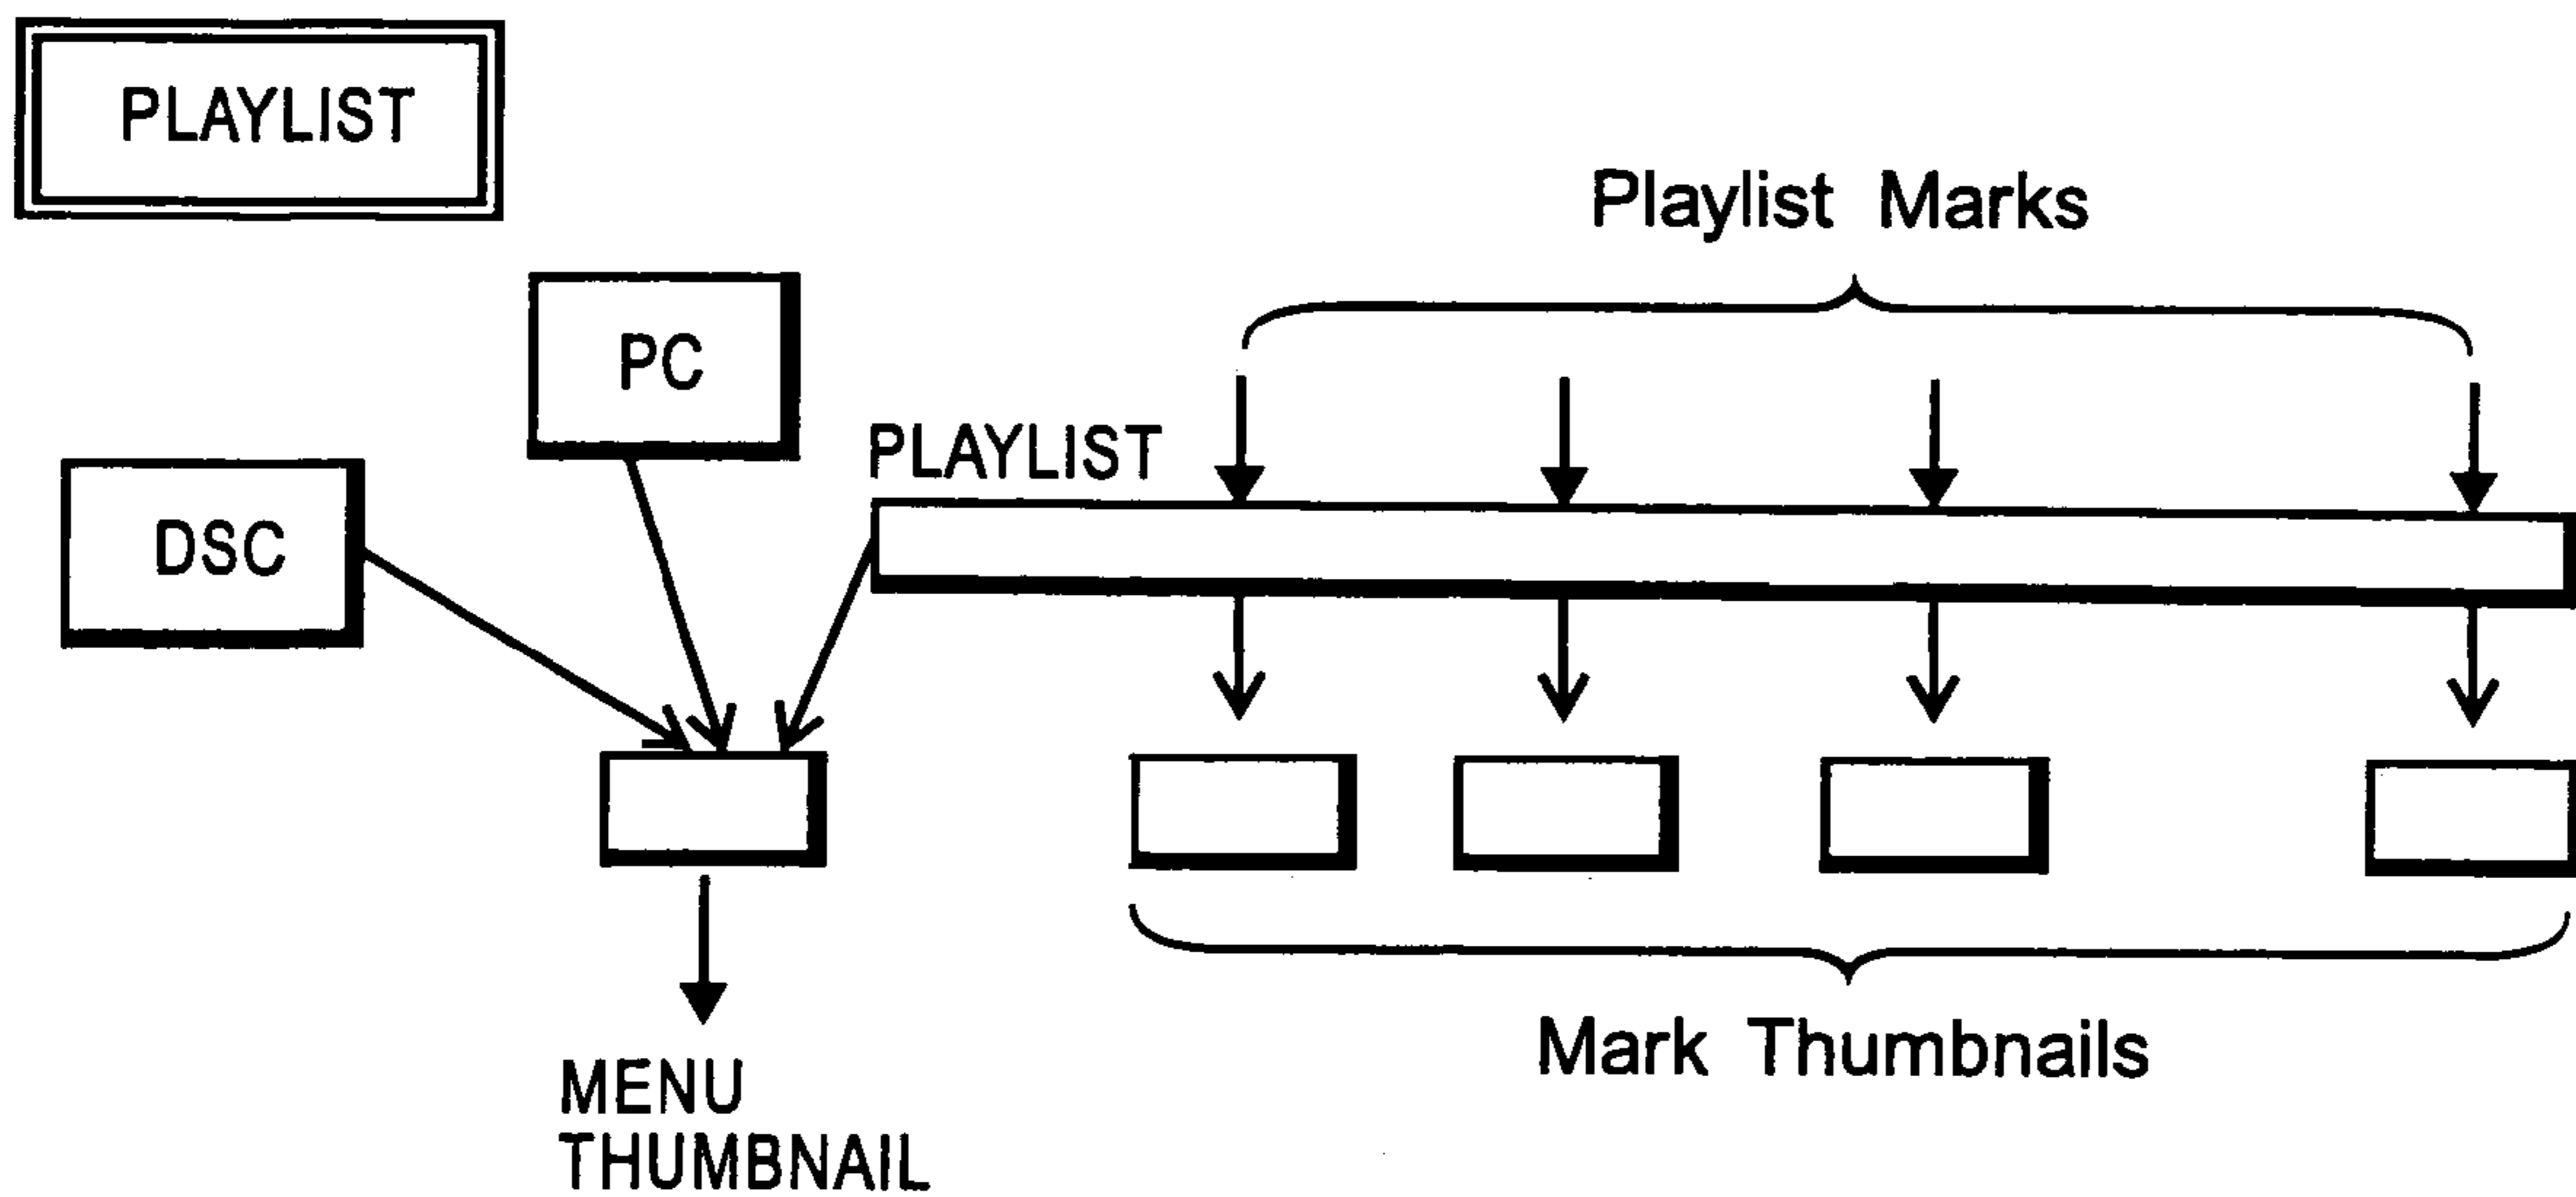 PLAYLIST
Playlist Marks
PC
PLAYLIST
DSC
MENU
THUMBNAIL
Mark Thumbnails